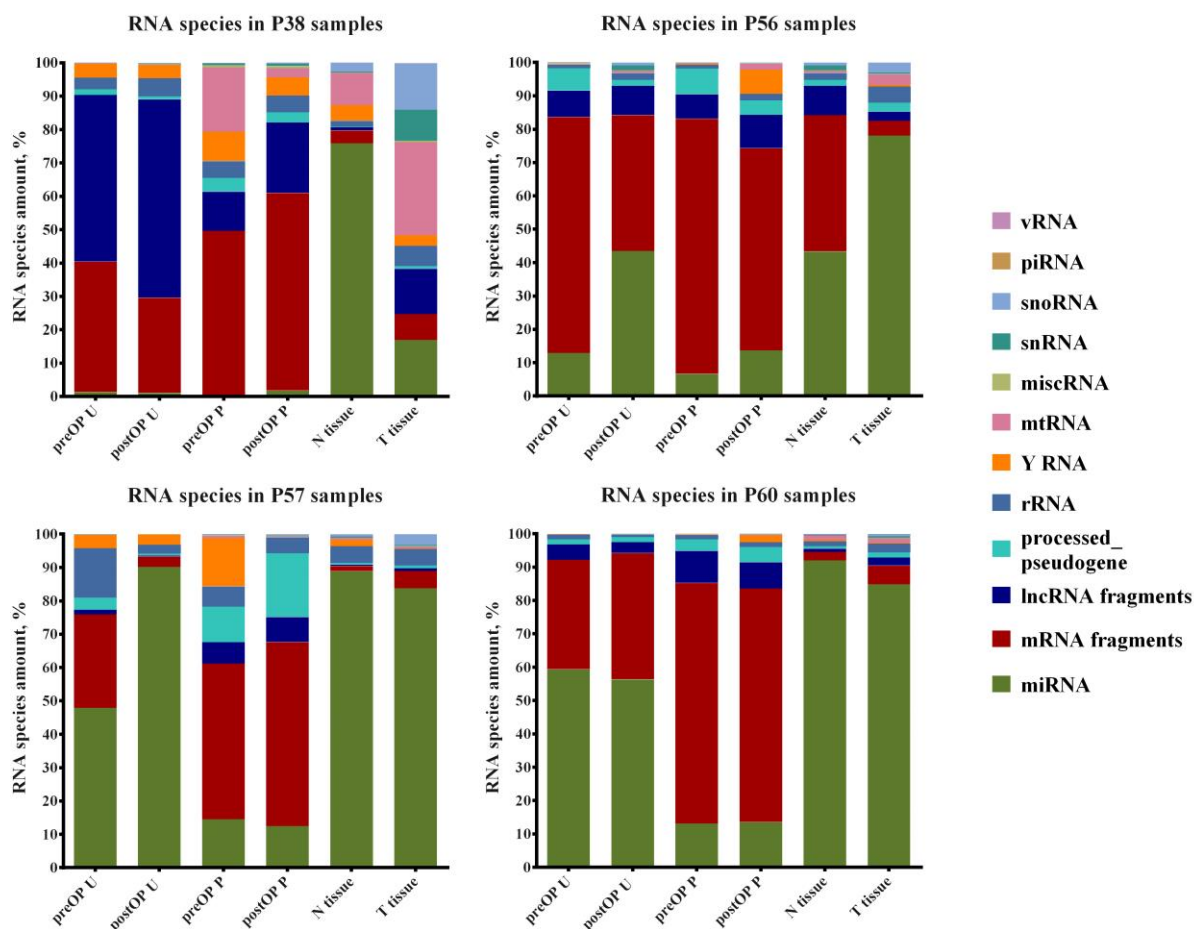 RNA species in P38 samples
RNA species amount, %
100
90
80
70
60
50
40
30
20
10
0
preOP U
postOP U
preOP P
postOP P
N tissue
T tissue
RNA species in P56 samples
RNA species amount, %
100
90
80
70
60
50
40
30
20
10
0
preOP U
postOP U
preOP P
postOP P
N tissue
T tissue
RNA species in P57 samples
RNA species amount, %
100
90
80
70
60
50
40
30
20
10
0
preOP U
postOP U
preOP P
postOP P
N tissue
T tissue
RNA species in P60 samples
RNA species amount, %
100
90
80
70
60
50
40
30
20
10
0
preOP U
postOP U
preOP P
postOP P
N tissue
T tissue
vRNA
piRNA
snoRNA
snRNA
miscRNA
mtRNA
Y RNA
rRNA
processed_
pseudogene
lncRNA fragments
mRNA fragments
miRNA